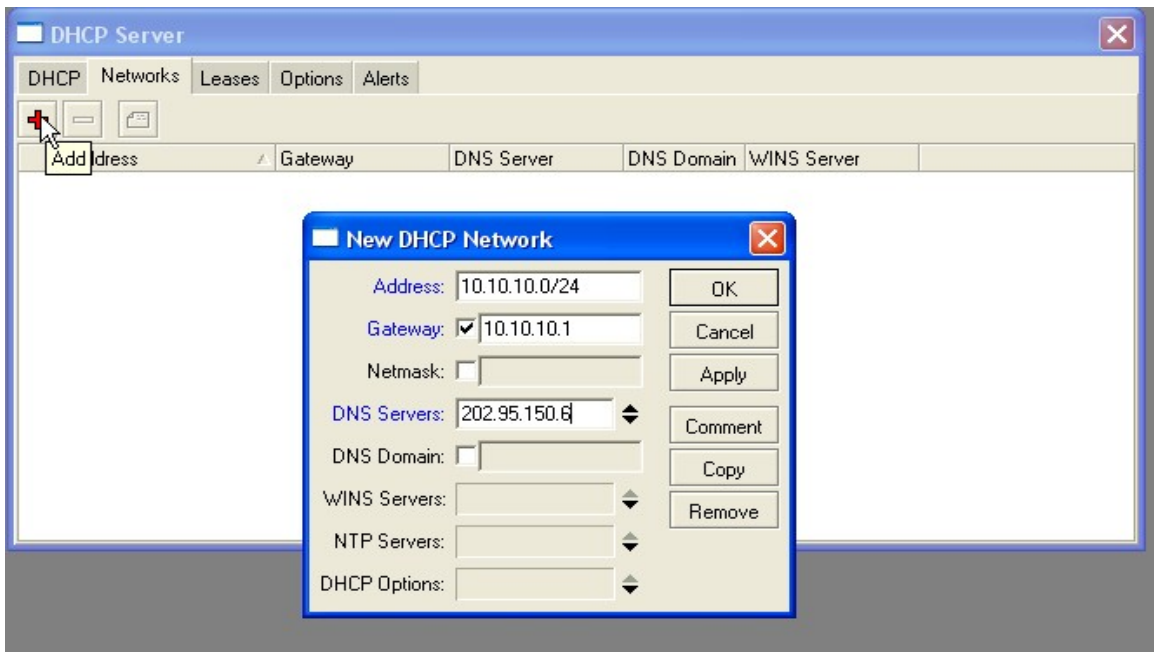 DHCP Server
DHCP Networks Leases Options Alerts
Add dress Gateway DNS Server DNS Domain WINS Server
New DHCP Network
Address: 10.10.10.0/24 OK
Gateway: 10.10.10.1 Cancel
Netmask: Apply
DNS Servers: 202.95.150.6 Comment
DNS Domain: Copy
WINS Servers: Remove
NTP Servers:
DHCP Options: